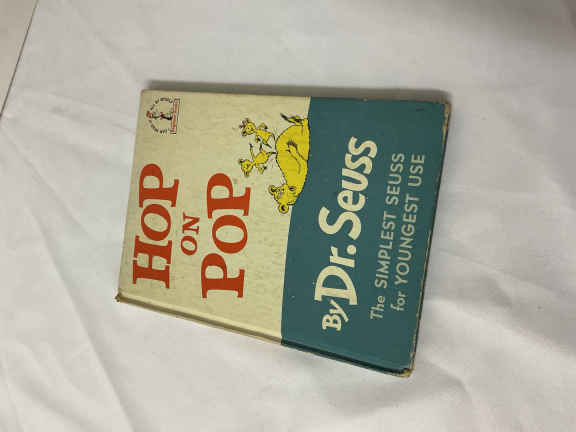 HOP
ON
POP
By Dr. Seuss
The SIMPLEST SEUSS
for YOUNGEST USE